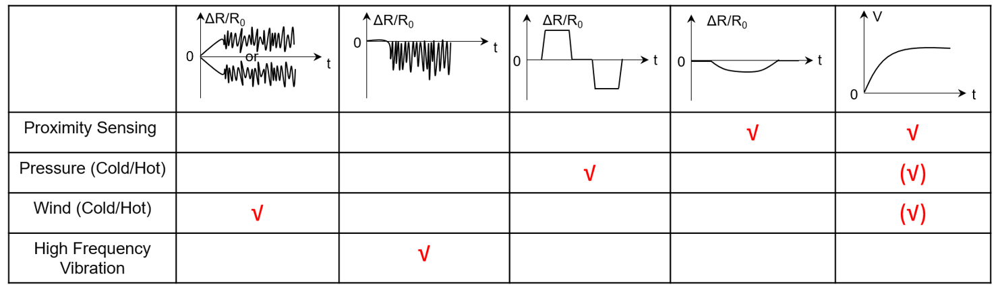 ΔR/R₀
0
or
t
ΔR/R₀
0
t
ΔR/R₀
0
t
ΔR/R₀
0
t
V
0
t
Proximity Sensing
√
√
Pressure (Cold/Hot)
√
(√)
Wind (Cold/Hot)
√
(√)
High Frequency
Vibration
√